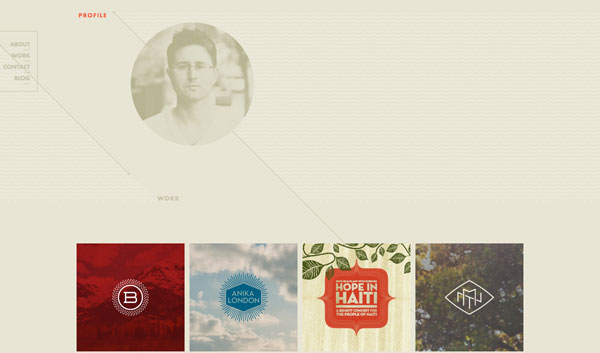 PROFILE
ABOUT
WORK
CONTACT
BLOG
WORK
B
ANIKA
LONDON
HOPE IN
HAITI
A BENEFIT CONCERT FOR
THE PEOPLE OF HAITI